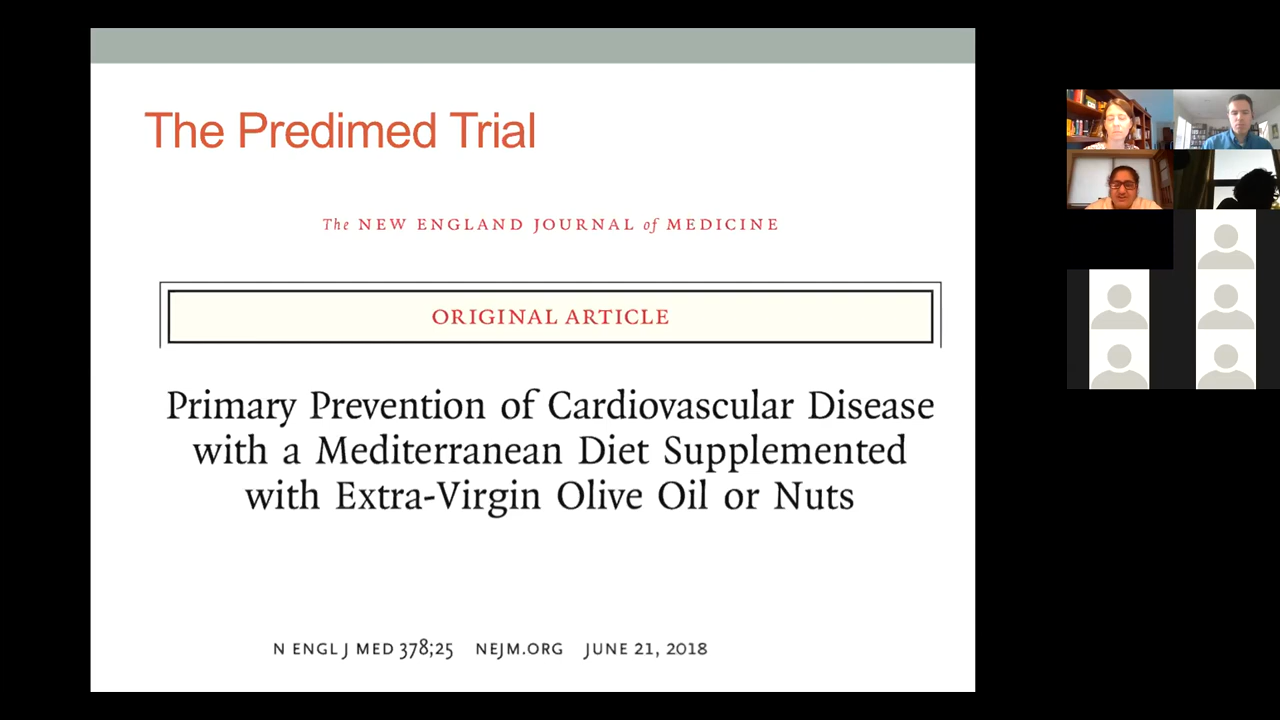 The Predimed Trial
The NEW ENGLAND JOURNAL of MEDICINE
ORIGINAL ARTICLE
Primary Prevention of Cardiovascular Disease
with a Mediterranean Diet Supplemented
with Extra-Virgin Olive Oil or Nuts
N ENGL J MED 378;25 NEJM.ORG JUNE 21, 2018